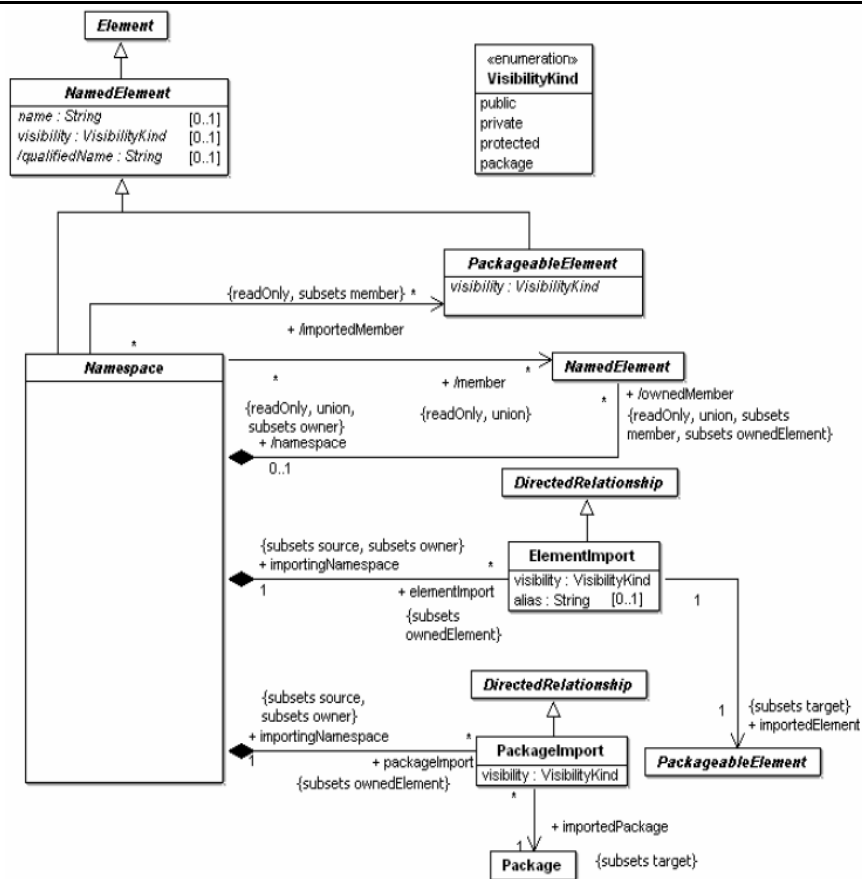 Element
NamedElement
name : String [0..1]
visibility : VisibilityKind [0..1]
/qualifiedName : String [0..1]
«enumeration»
VisibilityKind
public
private
protected
package
PackageableElement
visibility : VisibilityKind
{readOnly, subsets member} *
+ /importedMember
*
Namespace
*
+ /member
*
{readOnly, union}
NamedElement
*
+ /ownedMember
{readOnly, union, subsets
member, subsets ownedElement}
{readOnly, union,
subsets owner}
+ /namespace
0..1
DirectedRelationship
{subsets source, subsets owner}
+ importingNamespace
1
*
+ elementImport
{subsets
ownedElement}
ElementImport
visibility : VisibilityKind
alias : String [0..1]
1
1
{subsets target}
+ importedElement
PackageableElement
DirectedRelationship
{subsets source,
subsets owner}
+ importingNamespace
1
*
+ packageImport
{subsets ownedElement}
PackageImport
visibility : VisibilityKind
*
+ importedPackage
1
Package
{subsets target}